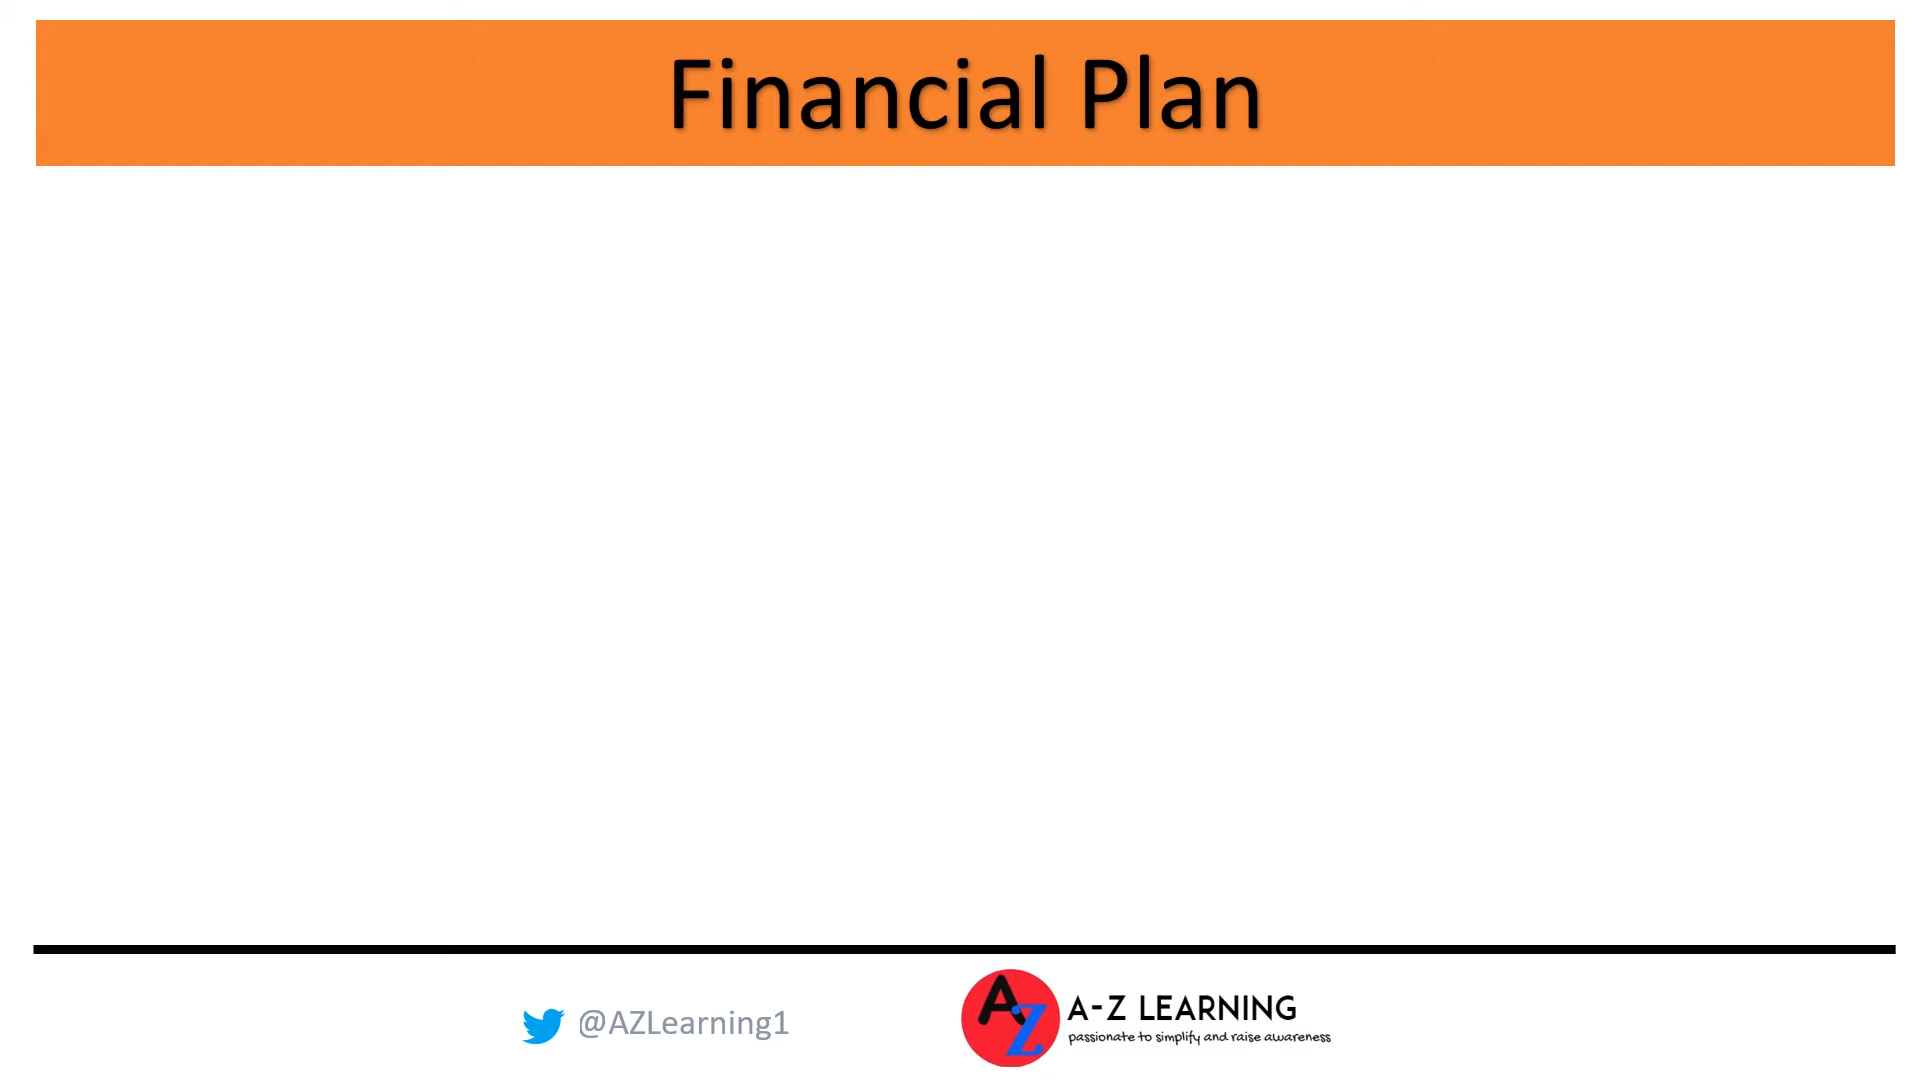 Financial Plan
@AZLearning1
AZ
A-Z LEARNING
passionate to simplify and raise awareness